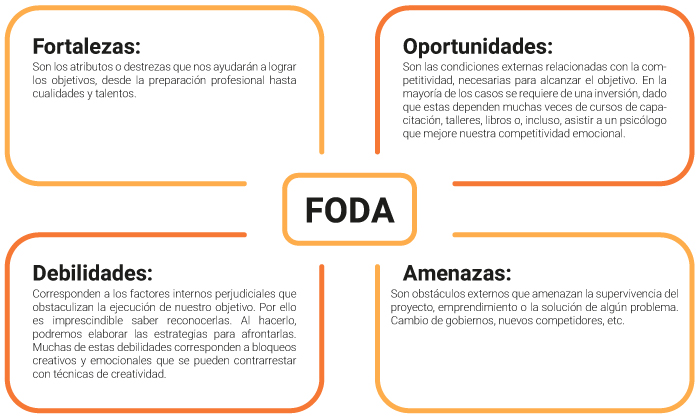 Fortalezas:
Son los atributos o destrezas que nos ayudarán a lograr
los objetivos, desde la preparación profesional hasta
cualidades y talentos.
Oportunidades:
Son las condiciones externas relacionadas con la com-
petitividad, necesarias para alcanzar el objetivo. En la
mayoría de los casos se requiere de una inversión, dado
que estas dependen muchas veces de cursos de capa-
citación, talleres, libros o, incluso, asistir a un psicólogo
que mejore nuestra competitividad emocional.
FODA
Debilidades:
Corresponden a los factores internos perjudiciales que
obstaculizan la ejecución de nuestro objetivo. Por ello
es imprescindible saber reconocerlas. Al hacerlo,
podremos elaborar las estrategias para afrontarlas.
Muchas de estas debilidades corresponden a bloqueos
creativos y emocionales que se pueden contrarrestar
con técnicas de creatividad.
Amenazas:
Son obstáculos externos que amenazan la supervivencia del
proyecto, emprendimiento o la solución de algún problema.
Cambio de gobiernos, nuevos competidores, etc.